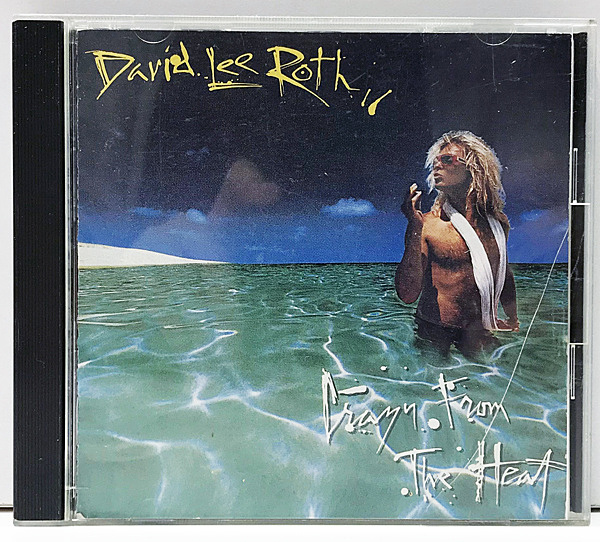 David Lee Roth
Crazy From
The Heat